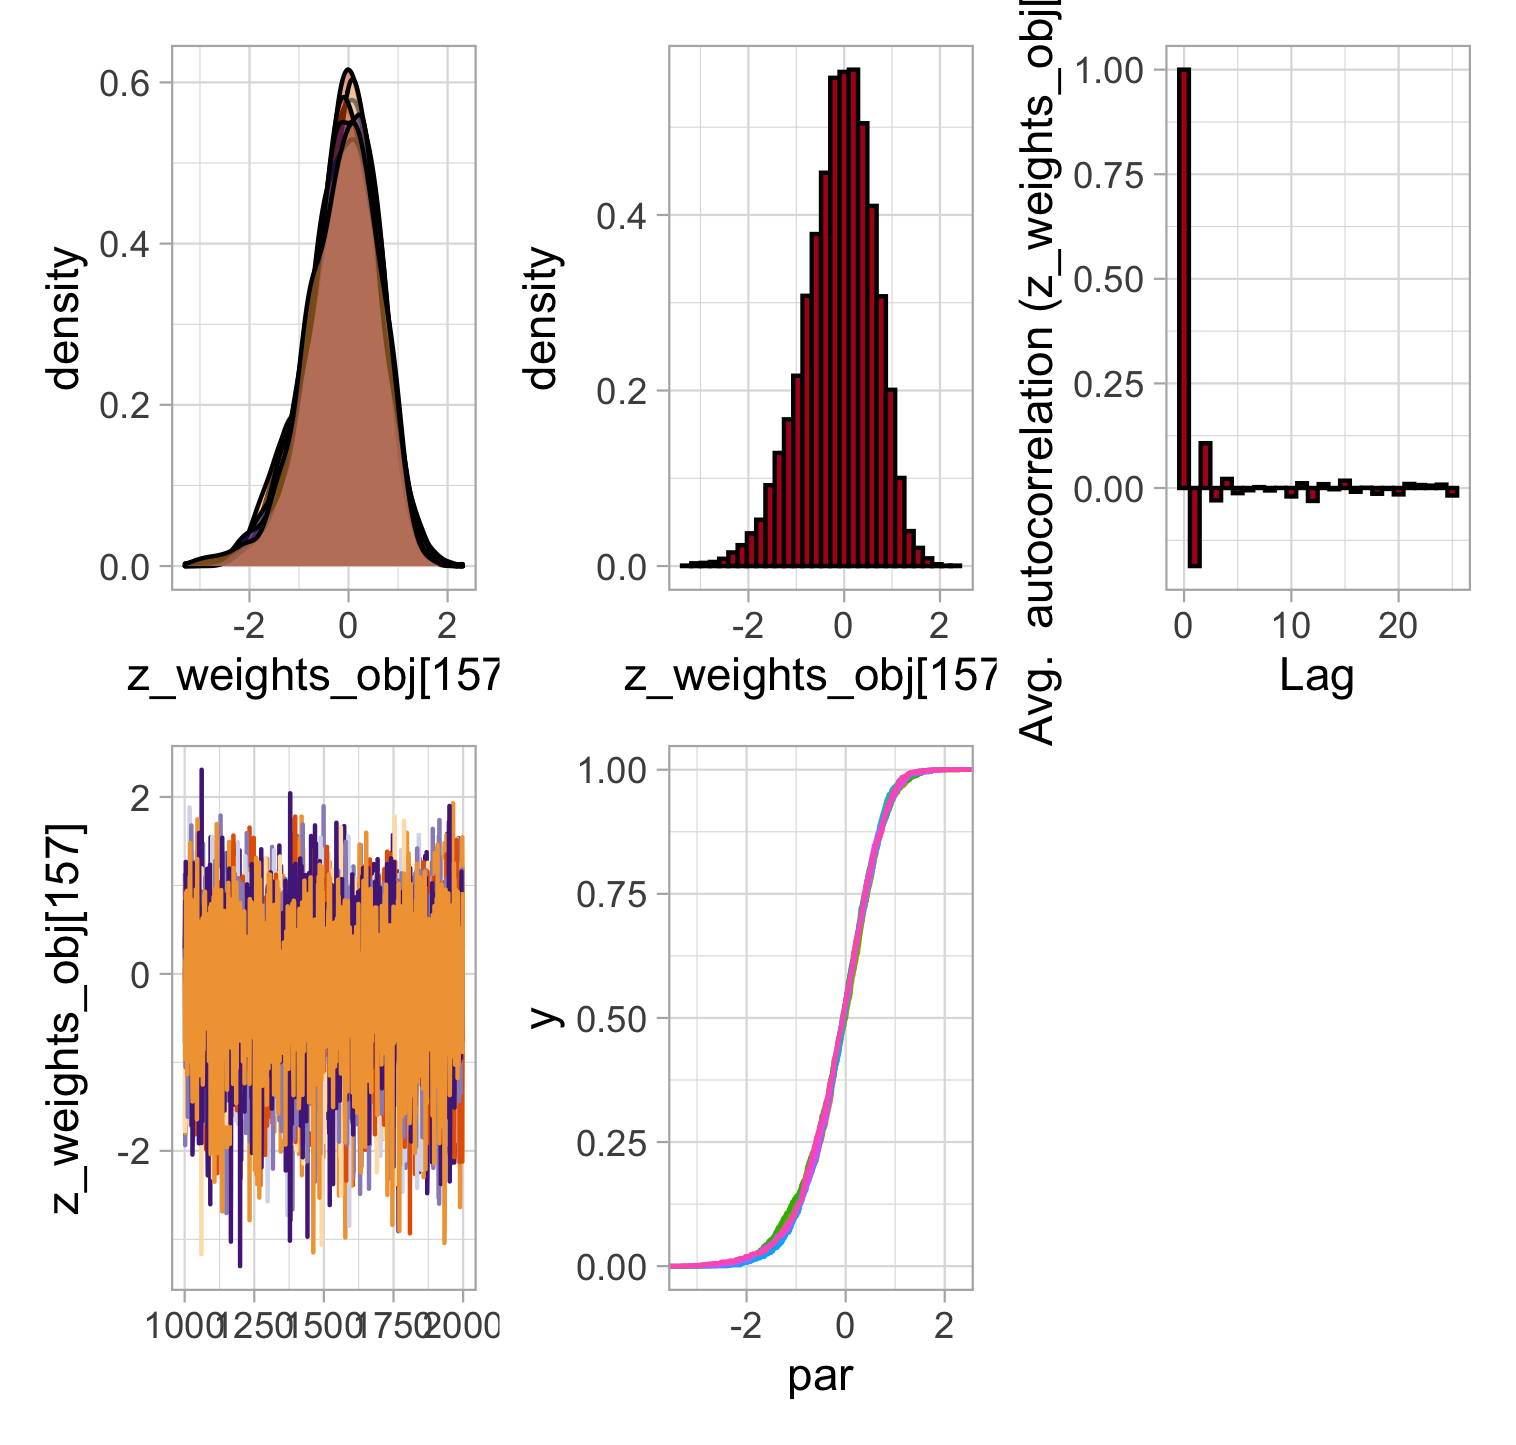 density
0.6
0.4
0.2
0.0
-2 0 2
z_weights_obj[157
density
0.4
0.2
0.0
-2 0 2
z_weights_obj[157
Avg. autocorrelation (z_weights_obj[
1.00
0.75
0.50
0.25
0.00
0 10 20
Lag
z_weights_obj[157]
2
0
-2
1000 1250 1500 1750 2000
y
1.00
0.75
0.50
0.25
0.00
-2 0 2
par